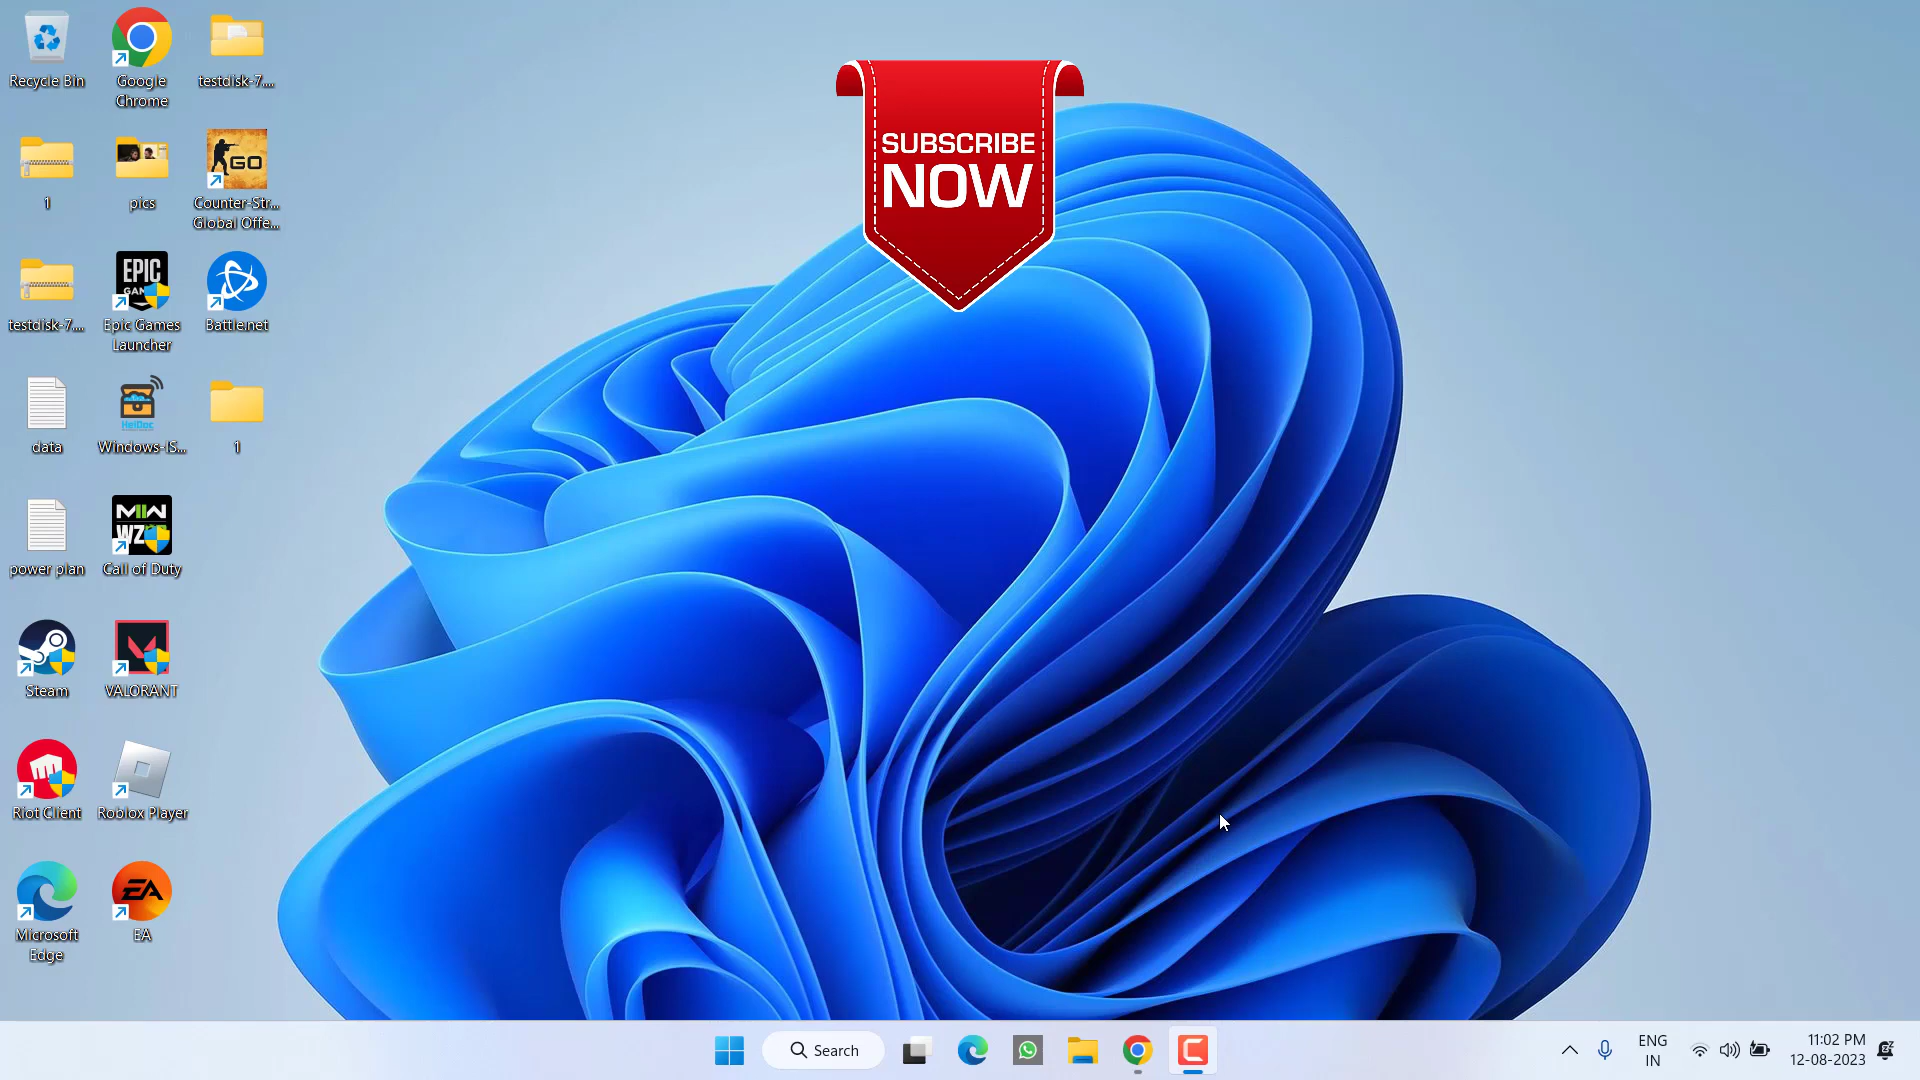 Recycle Bin
Google
Chrome
testdisk-7....
1
pics
GO
Counter-Str...
Global Offe...
testdisk-7....
EPIC
Epic Games
Launcher
Battle.net
data
HeiDoc
Windows-IS...
1
power plan
MW
WZ
Call of Duty
Steam
VALORANT
Riot Client
Roblox Player
Microsoft
Edge
EA
EA
SUBSCRIBE
NOW
Search
ENG
IN
11:02 PM
12-08-2023